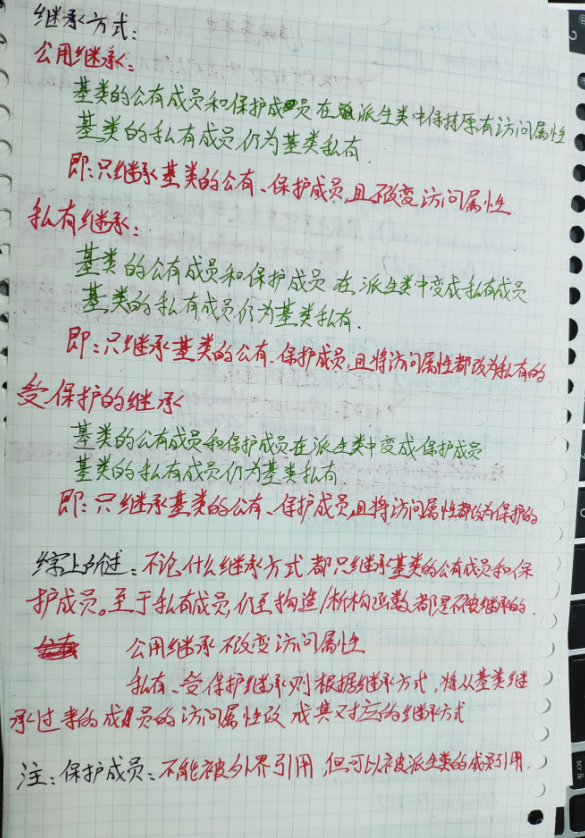 继承方式:
公用继承:
基类的公有成员和保护成员在派生类中保持原有访问属性
基类的私有成员仍为基类私有.
即:只继承基类的公有、保护成员,且不改变访问属性.
私有继承:
基类的公有成员和保护成员 在派生类中变成私有成员
基类的私有成员仍为基类私有.
即:只继承基类的公有、保护成员,且将访问属性都改为私有的
受保护的继承
基类的公有成员和保护成员在派生类中变成保护成员
基类的私有成员仍为基类私有
即:只继承基类的公有、保护成员,且将访问属性都改为保护的
综上所述:不论什么继承方式都只继承基类的公有成员和保
护成员。至于私有成员,构造/析构函数都是不被继承的.
公用继承不改变访问属性
私有、受保护继承则根据继承方式,将从基类继
承过来的成员的访问属性改成其对应的继承方式
注:保护成员:不能被外界引用,但可以被派生类的成员引用.